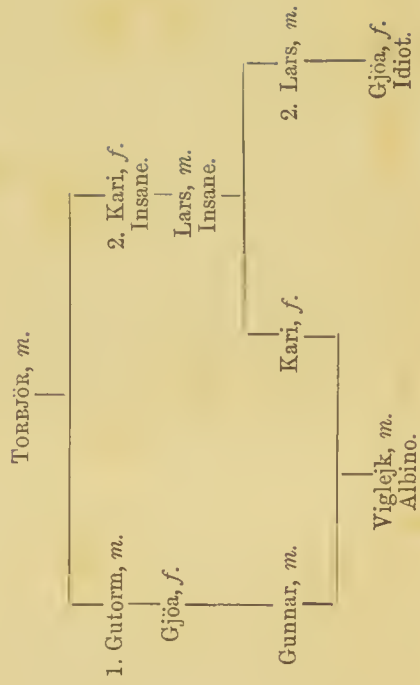 TORBJÖR, m.
1. Gutorm, m.
2. Kari, f.
Insane.
Gjöa, f.
Lars, m.
Insane.
Gunnar, m.
Kari, f.
2. Lars, m.
Viglejk, m.
Albino.
Gjöa, f.
Idiot.